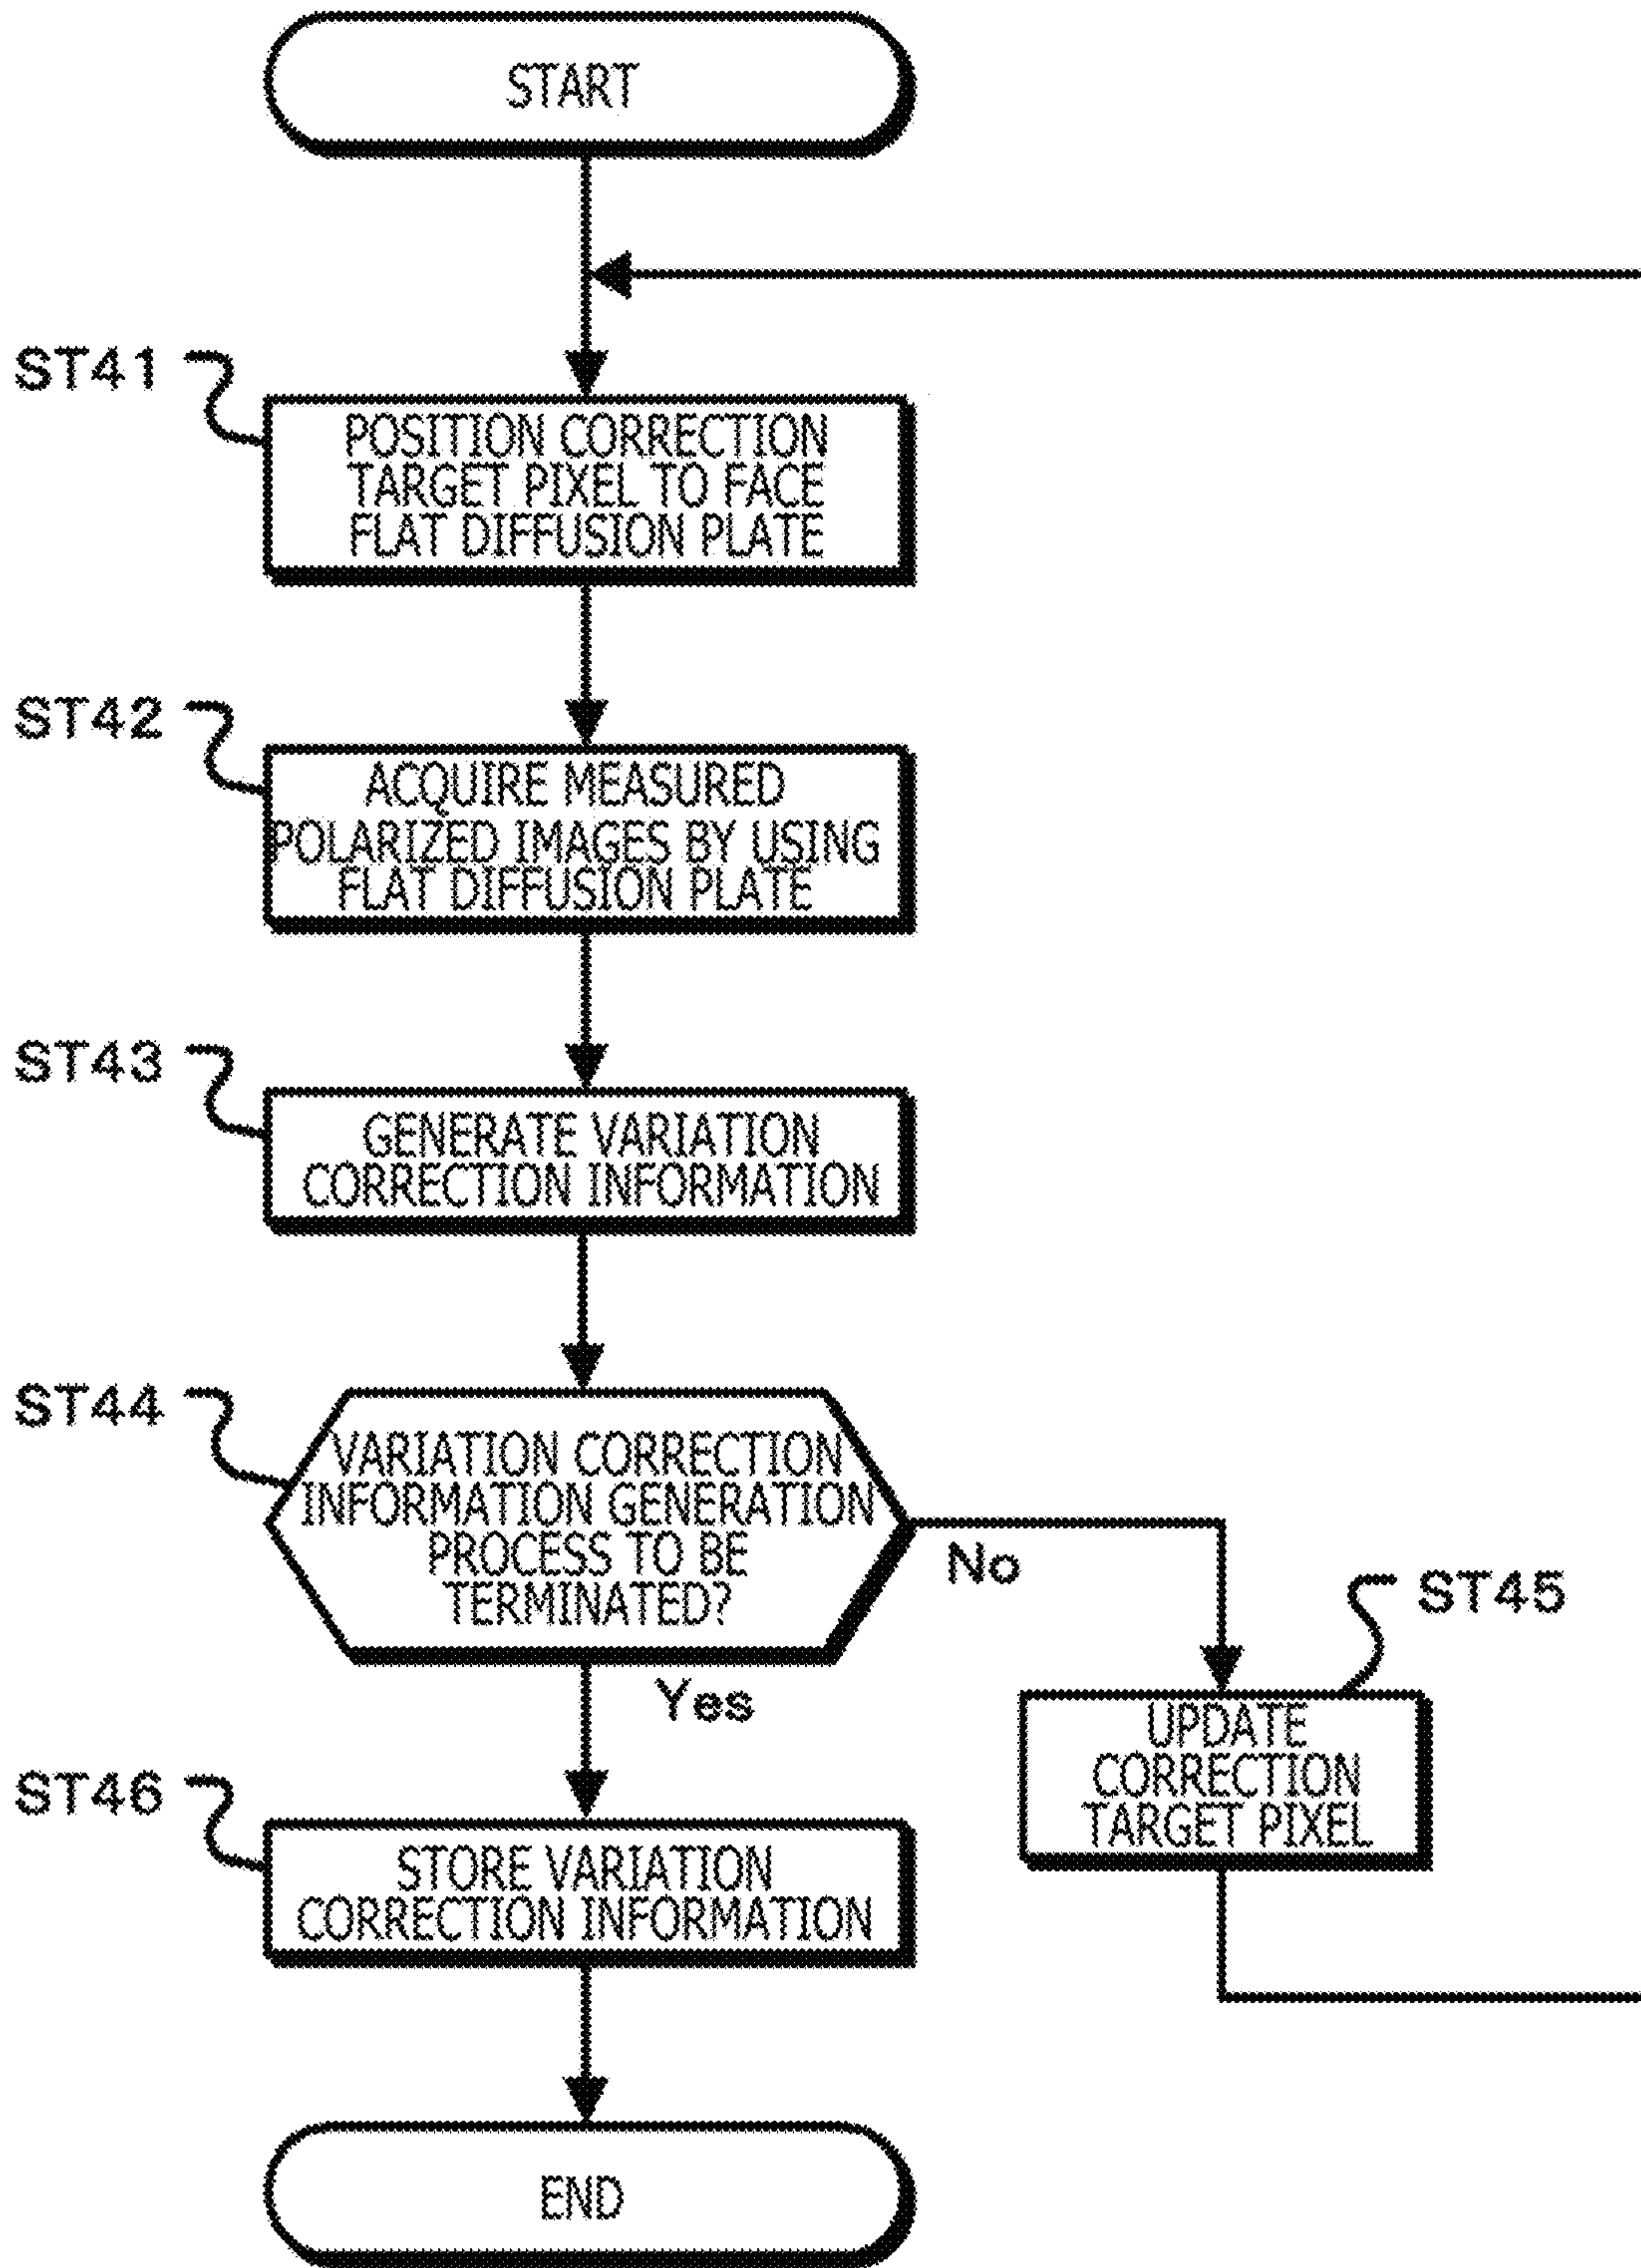 START
ST41
POSITION CORRECTION
TARGET PIXEL TO FACE
FLAT DIFFUSION PLATE
ST42
ACQUIRE MEASURED
POLARIZED IMAGES BY USING
FLAT DIFFUSION PLATE
ST43
GENERATE VARIATION
CORRECTION INFORMATION
ST44
VARIATION CORRECTION
INFORMATION GENERATION
PROCESS TO BE
TERMINATED?
No
ST45
UPDATE
CORRECTION
TARGET PIXEL
Yes
ST46
STORE VARIATION
CORRECTION INFORMATION
END